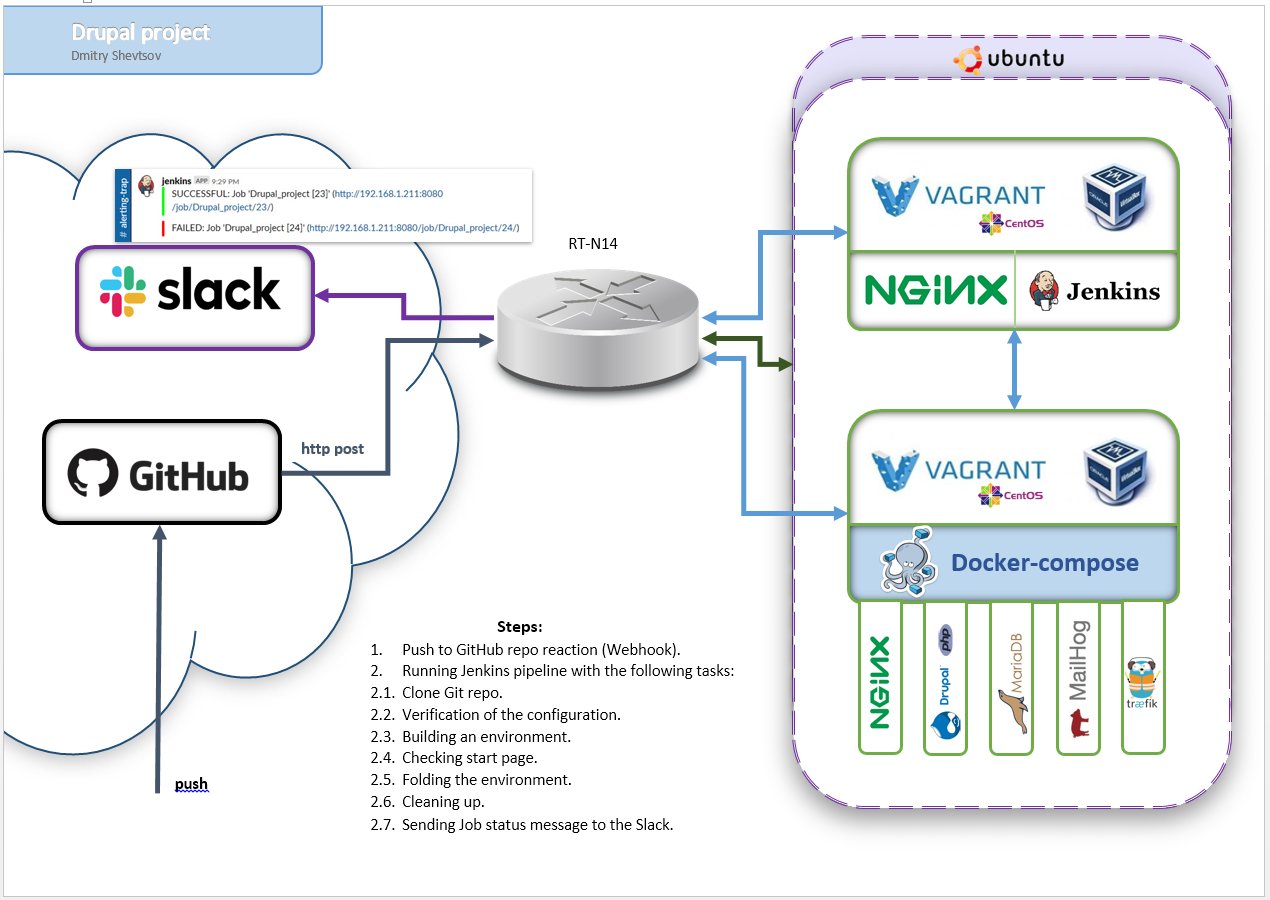 Drupal project
Dmitry Shevtsov
ubuntu
# alerting-trap
jenkins APP 9:29 PM
SUCCESSFUL: Job 'Drupal_project [23]' (http://192.168.1.211:8080
/job/Drupal_project/23/)
FAILED: Job 'Drupal_project [24]' (http://192.168.1.211:8080/job/Drupal_project/24/)
slack
RT-N14
VAGRANT
CentOS
ORACLE
VirtualBox
NGINX
Jenkins
GitHub
http post
push
VAGRANT
CentOS
ORACLE
VirtualBox
Docker-compose
NGINX
php
Drupal
MariaDB
MailHog
træfik
Steps:
1. Push to GitHub repo reaction (Webhook).
2. Running Jenkins pipeline with the following tasks:
2.1. Clone Git repo.
2.2. Verification of the configuration.
2.3. Building an environment.
2.4. Checking start page.
2.5. Folding the environment.
2.6. Cleaning up.
2.7. Sending Job status message to the Slack.